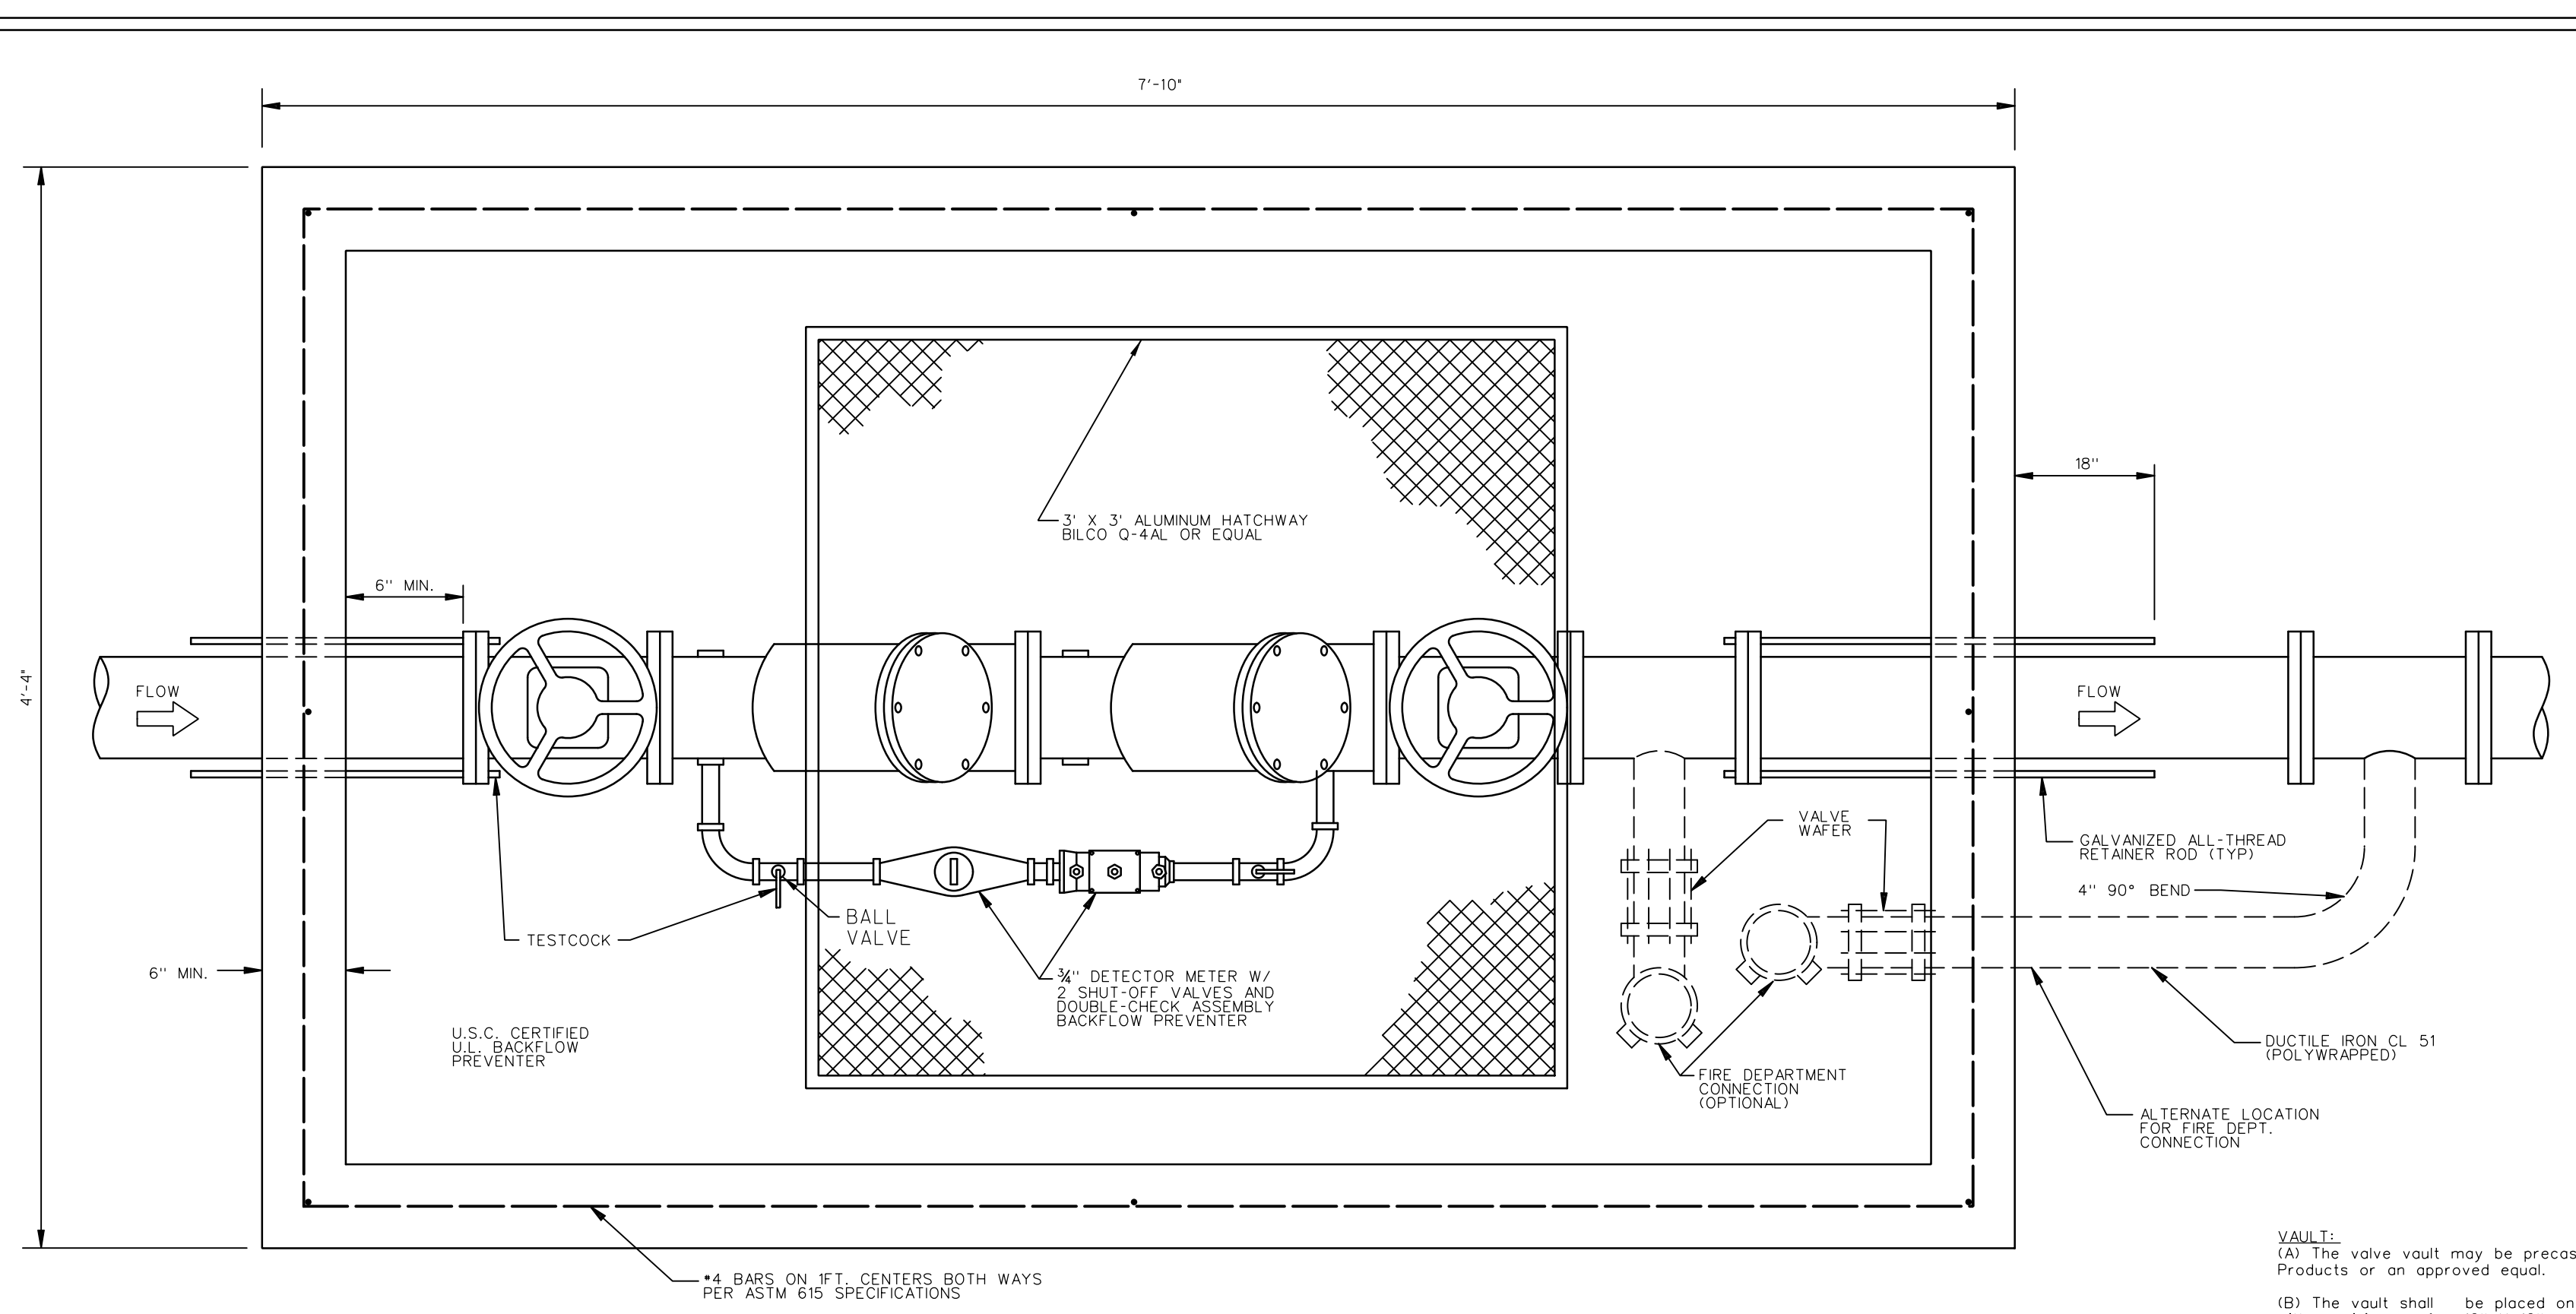 7'-10"
4'-4"
18''
3' X 3' ALUMINUM HATCHWAY
BILCO Q-4AL OR EQUAL
6'' MIN.
FLOW
FLOW
VALVE
WAFER
GALVANIZED ALL-THREAD
RETAINER ROD (TYP)
4'' 90° BEND
BALL
VALVE
TESTCOCK
6'' MIN.
¾'' DETECTOR METER W/
2 SHUT-OFF VALVES AND
DOUBLE-CHECK ASSEMBLY
BACKFLOW PREVENTER
U.S.C. CERTIFIED
U.L. BACKFLOW
PREVENTER
DUCTILE IRON CL 51
(POLYWRAPPED)
FIRE DEPARTMENT
CONNECTION
(OPTIONAL)
ALTERNATE LOCATION
FOR FIRE DEPT.
CONNECTION
#4 BARS ON 1FT. CENTERS BOTH WAYS
PER ASTM 615 SPECIFICATIONS
VAULT:
(A) The valve vault may be precas
Products or an approved equal.
(B) The vault shall be placed on